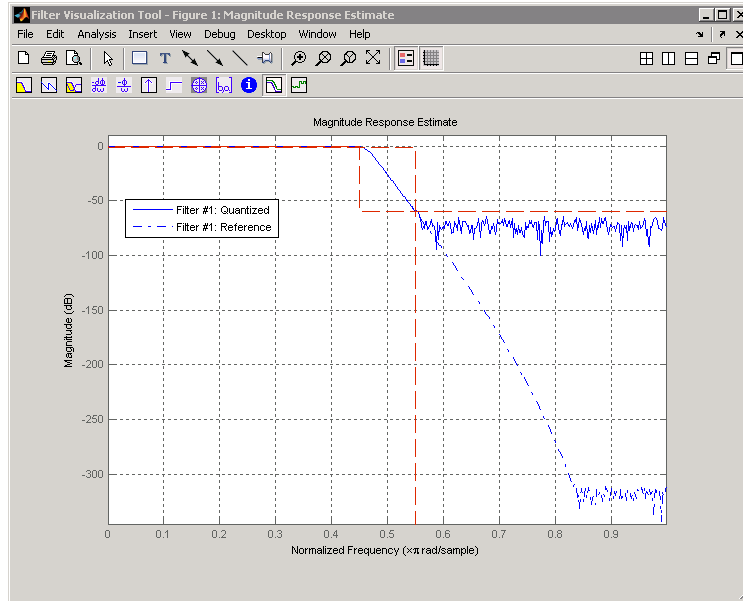 Filter Visualization Tool - Figure 1: Magnitude Response Estimate
File Edit Analysis Insert View Debug Desktop Window Help
Magnitude Response Estimate
0
-50
-100
-150
-200
-250
-300
Magnitude (dB)
Filter #1: Quantized
Filter #1: Reference
0 0.1 0.2 0.3 0.4 0.5 0.6 0.7 0.8 0.9
Normalized Frequency (×π rad/sample)